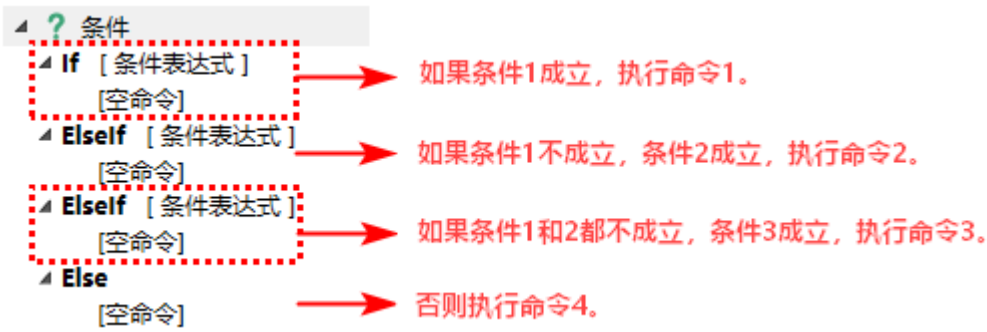 ? 条件
If [ 条件表达式 ]
如果条件1成立，执行命令1。
[空命令]
ElseIf [ 条件表达式 ]
如果条件1不成立，条件2成立，执行命令2。
[空命令]
ElseIf [ 条件表达式 ]
如果条件1和2都不成立，条件3成立，执行命令3。
[空命令]
Else
否则执行命令4。
[空命令]